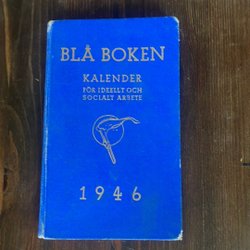 BLÅ BOKEN
KALENDER
FÖR IDEELLT OCH
SOCIALT ARBETE
1946